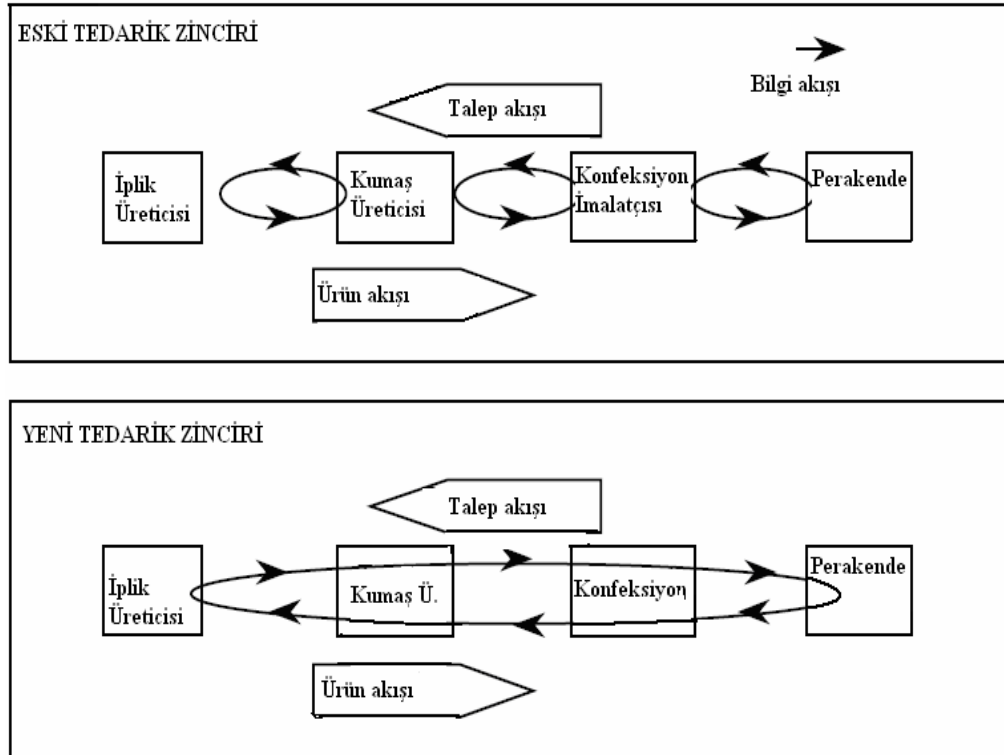 ESKİ TEDARİK ZİNCİRİ
Bilgi akışı
Talep akışı
İplik
Üreticisi
Kumaş
Üreticisi
Konfeksiyon
İmalatçısı
Perakende
Ürün akışı
YENİ TEDARİK ZİNCİRİ
Talep akışı
İplik
Üreticisi
Kumaş Ü.
Konfeksiyon
Perakende
Ürün akışı